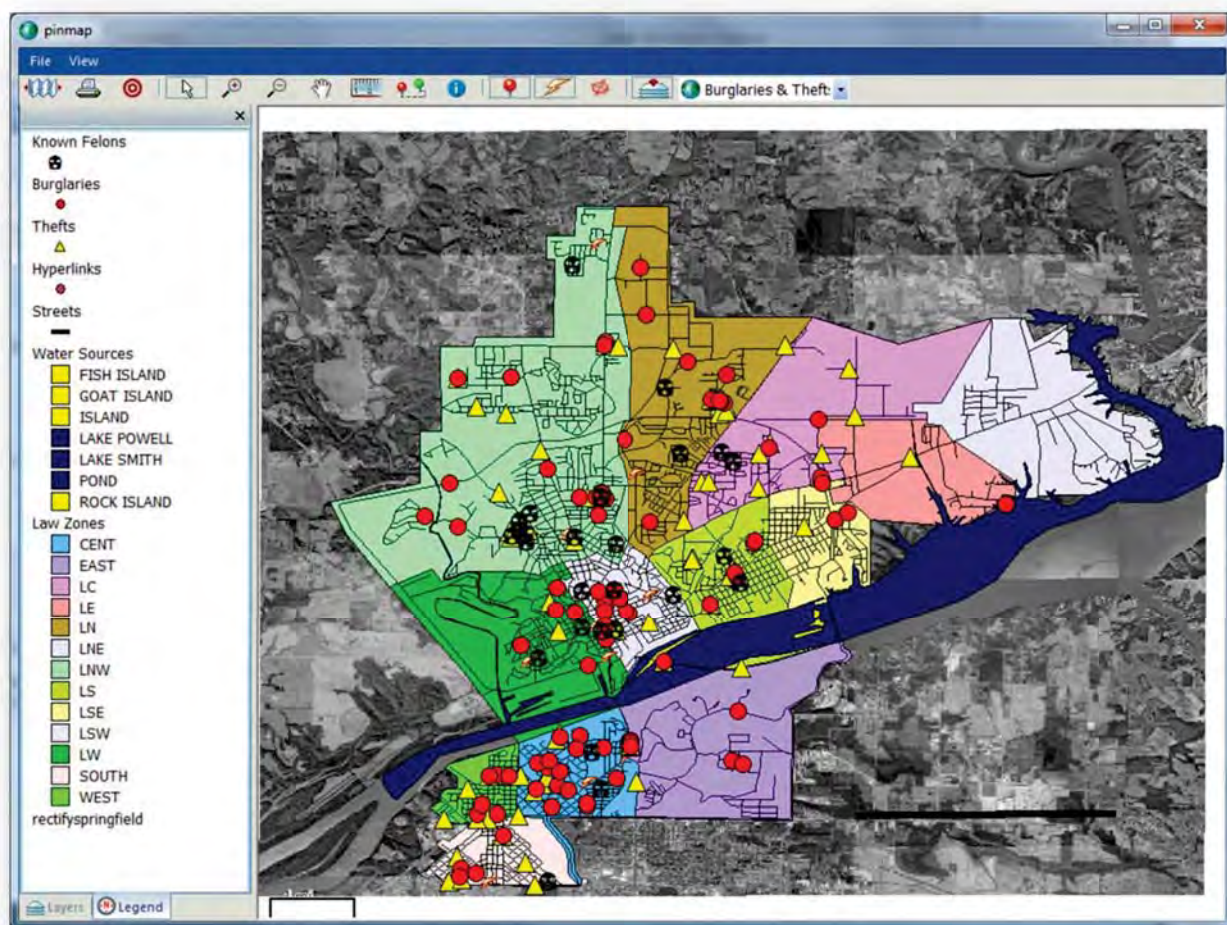 pinmap
File View
Burglaries & Theft:
Known Felons
Burglaries
Thefts
Hyperlinks
Streets
Water Sources
FISH ISLAND
GOAT ISLAND
ISLAND
LAKE POWELL
LAKE SMITH
POND
ROCK ISLAND
Law Zones
CENT
EAST
LC
LE
LN
LNE
LNW
LS
LSE
LSW
LW
SOUTH
WEST
rectifyspringfield
Layers Legend